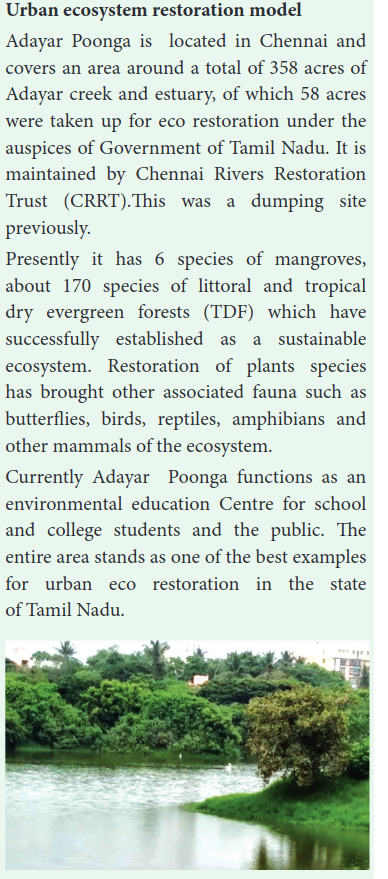 Urban ecosystem restoration model
Adayar Poonga is located in Chennai and
covers an area around a total of 358 acres of
Adayar creek and estuary, of which 58 acres
were taken up for eco restoration under the
auspices of Government of Tamil Nadu. It is
maintained by Chennai Rivers Restoration
Trust (CRRT).This was a dumping site
previously.
Presently it has 6 species of mangroves,
about 170 species of littoral and tropical
dry evergreen forests (TDF) which have
successfully established as a sustainable
ecosystem. Restoration of plants species
has brought other associated fauna such as
butterflies, birds, reptiles, amphibians and
other mammals of the ecosystem.
Currently Adayar Poonga functions as an
environmental education Centre for school
and college students and the public. The
entire area stands as one of the best examples
for urban eco restoration in the state
of Tamil Nadu.